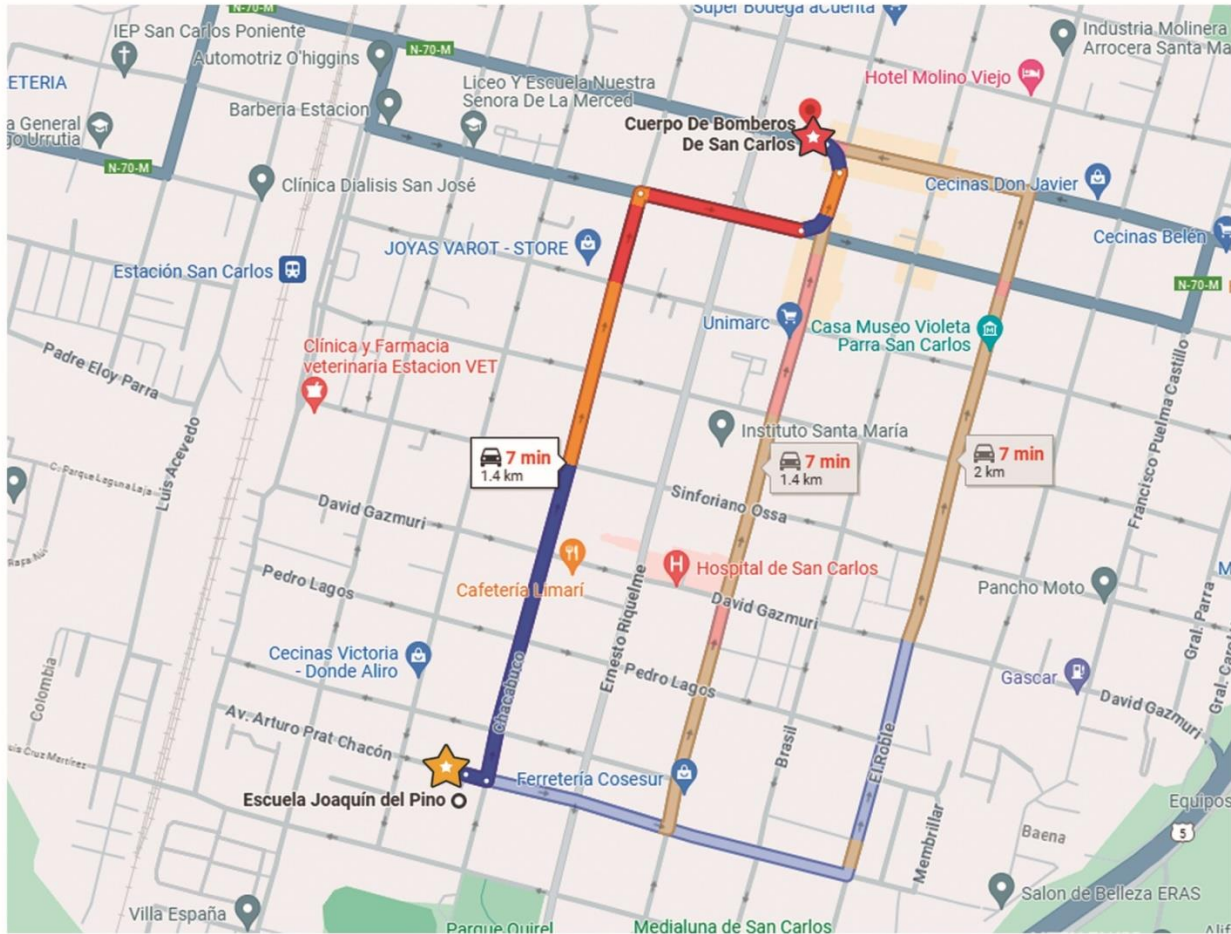 N-70-M
Super Bodega aCuenta
IEP San Carlos Poniente
Industria Molinera
Arrocera Santa Ma
Automotriz O'higgins
N-70-M
ETERIA
Liceo Y Escuela Nuestra
Senora De La Merced
Hotel Molino Viejo
Barberia Estacion
a General
go Urrutia
Cuerpo De Bomberos
De San Carlos
N-70-M
Clínica Dialisis San José
Cecinas Don Javier
JOYAS VAROT - STORE
Cecinas Belén
Estación San Carlos
N-70-M
Unimarc
Casa Museo Violeta
Parra San Carlos
Clínica y Farmacia
veterinaria Estacion VET
Padre Eloy Parra
Francisco Puelma Castillo
Luis Acevedo
Instituto Santa María
7 min
1.4 km
7 min
1.4 km
7 min
2 km
C. Parque Laguna Laja
Sinforiano Ossa
David Gazmuri
Cafetería Limarí
Hospital de San Carlos
Pedro Lagos
Ernesto Riquelme
David Gazmuri
Pancho Moto
M
Gral. Parra
Cecinas Victoria
- Donde Aliro
Chacabuco
Pedro Lagos
Colombia
Gascar
David Gazmuri
Av. Arturo Prat Chacón
Brasil
El Roble
uis Cruz Martínez
Ferretería Cosesur
Escuela Joaquín del Pino
Membrillar
Equipos
5
Baena
Salon de Belleza ERAS
Villa España
Parque Quirel
Medialuna de San Carlos